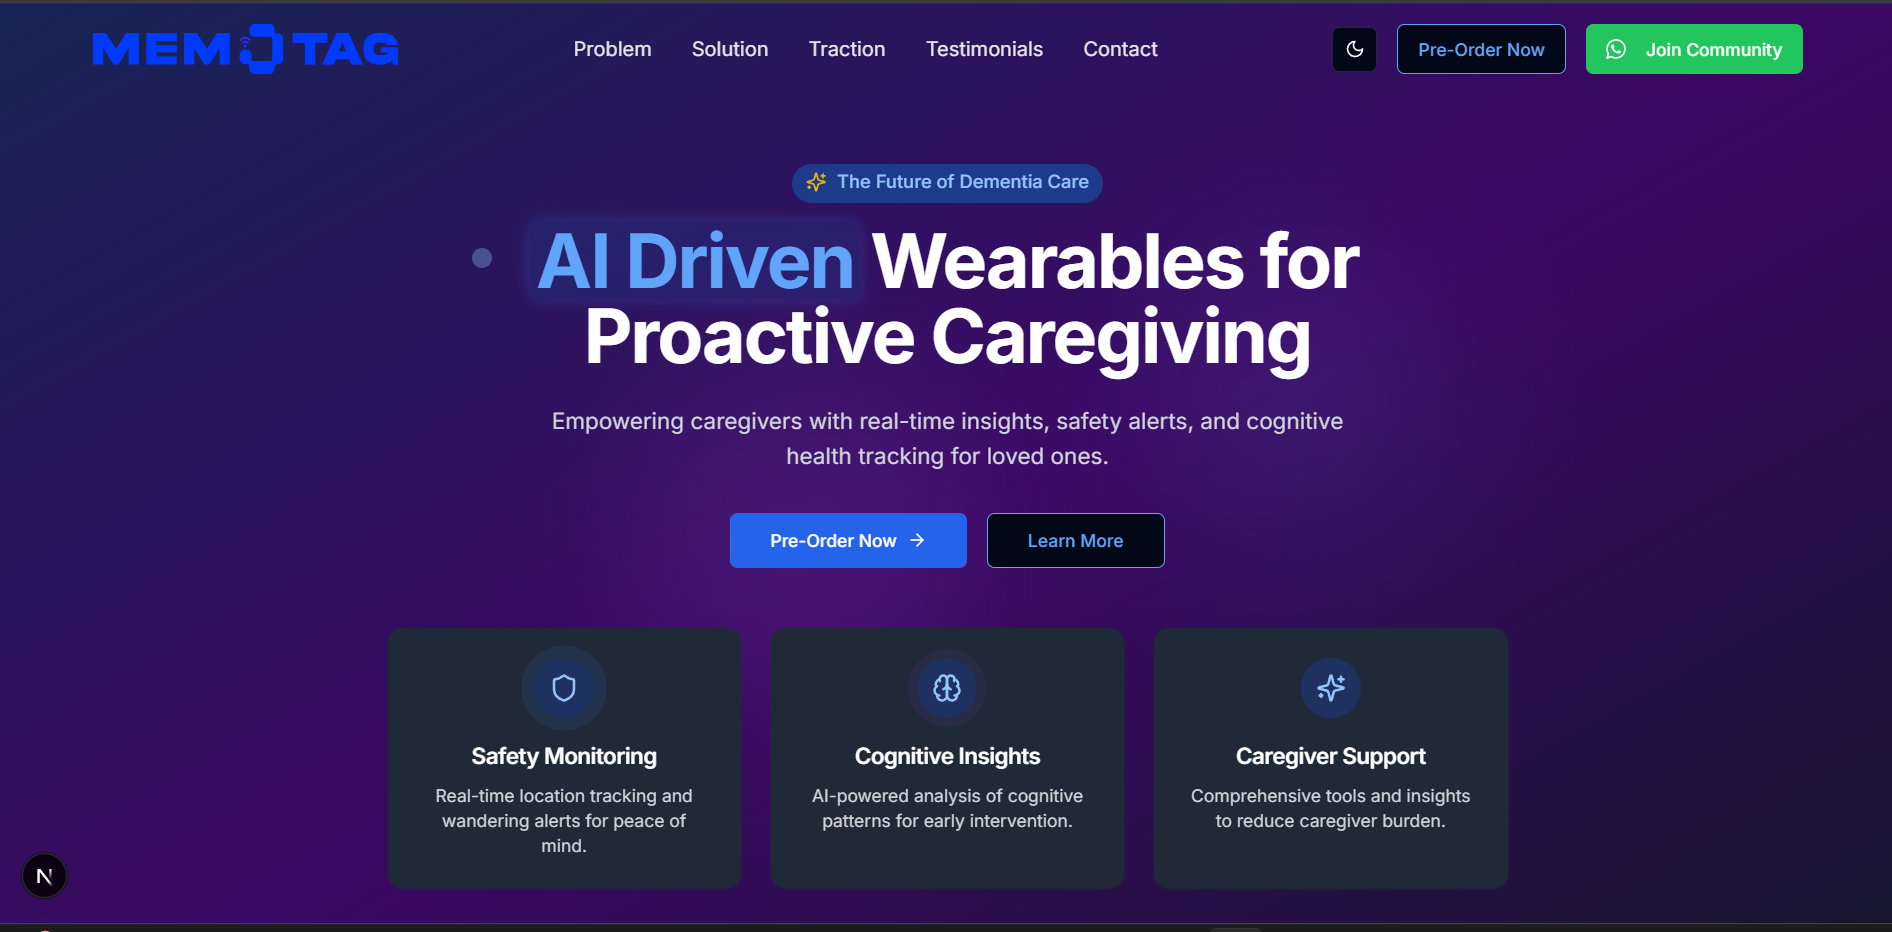 MEMOTAG
Problem
Solution
Traction
Testimonials
Contact
Pre-Order Now
Join Community
The Future of Dementia Care
AI Driven Wearables for
Proactive Caregiving
Empowering caregivers with real-time insights, safety alerts, and cognitive
health tracking for loved ones.
Pre-Order Now
Learn More
Safety Monitoring
Real-time location tracking and
wandering alerts for peace of
mind.
Cognitive Insights
AI-powered analysis of cognitive
patterns for early intervention.
Caregiver Support
Comprehensive tools and insights
to reduce caregiver burden.
N